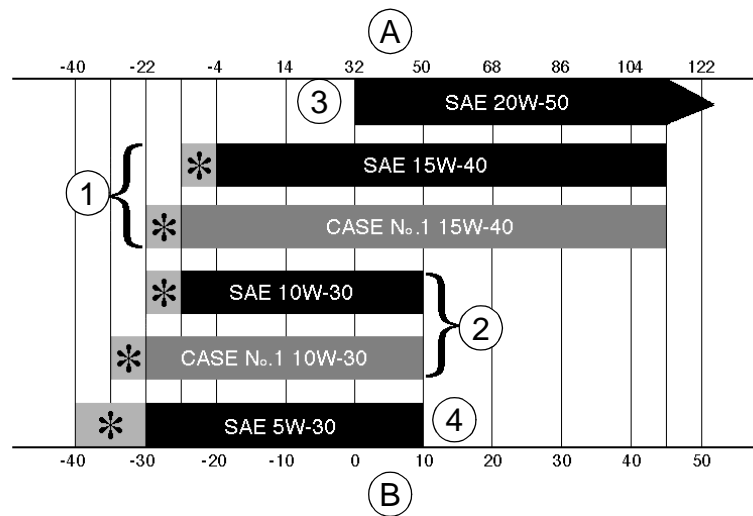 A
-40 -22 -4 14 32 50 68 86 104 122
3 SAE 20W-50
* SAE 15W-40
1
* CASE No.1 15W-40
* SAE 10W-30
2
* CASE No.1 10W-30
* SAE 5W-30 4
-40 -30 -20 -10 0 10 20 30 40 50
B